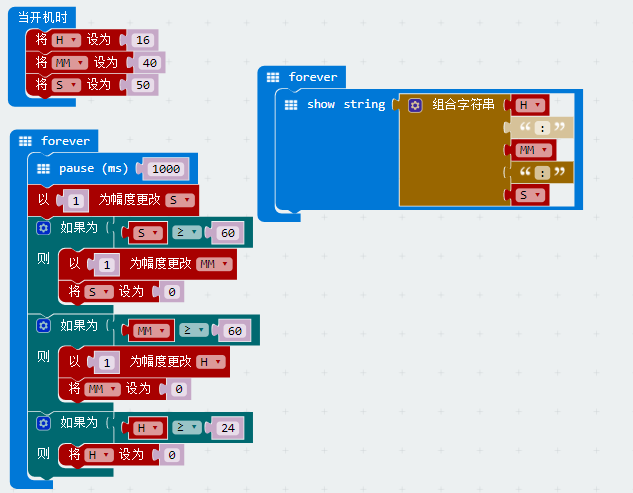 当开机时
将 H 设为 16
将 MM 设为 40
将 S 设为 50
forever
pause (ms) 1000
以 1 为幅度更改 S
如果为 S ≥ 60
则 以 1 为幅度更改 MM
将 S 设为 0
如果为 MM ≥ 60
则 以 1 为幅度更改 H
将 MM 设为 0
如果为 H ≥ 24
则 将 H 设为 0
forever
show string 组合字符串 H
“ : ”
MM
“ : ”
S